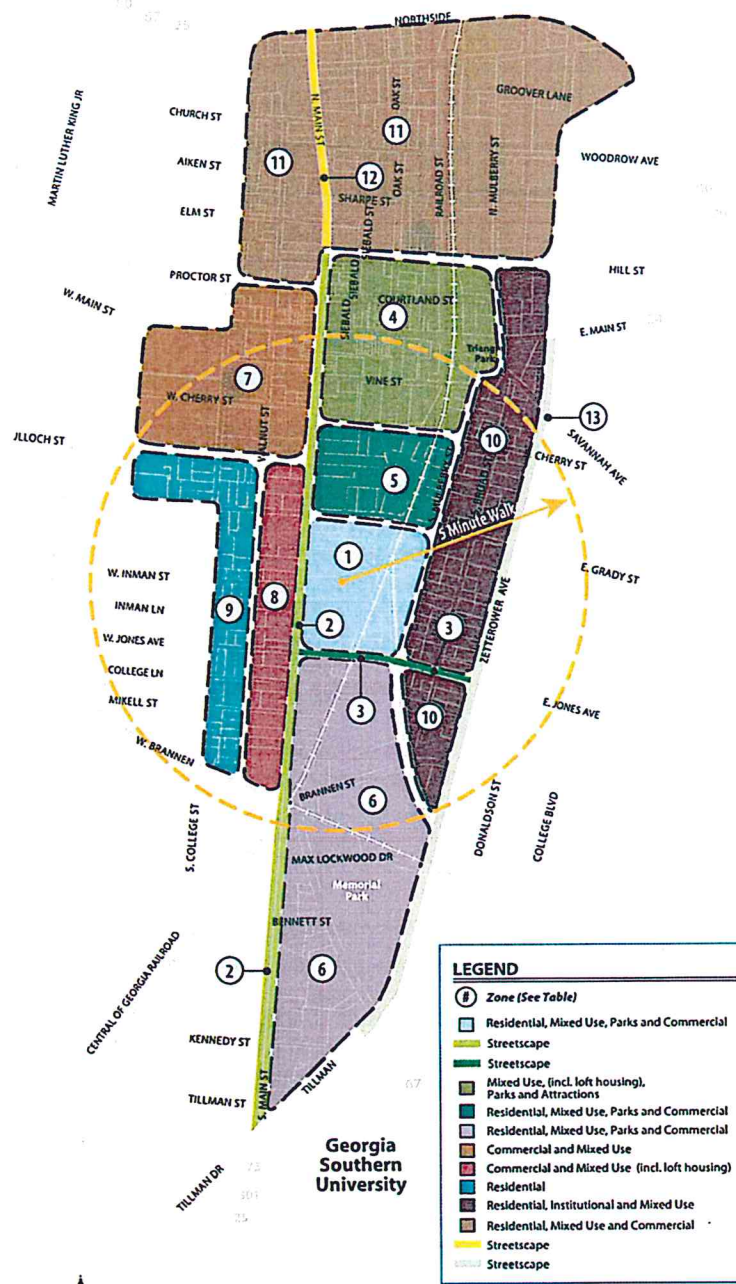 NORTHSIDE
GROOVER LANE
N. MAIN ST
OAK ST
11
CHURCH ST
MARTIN LUTHER KING JR
AIKEN ST
11
12
OAK ST
RAILROAD ST
N. MULBERRY ST
WOODROW AVE
SHARPE ST
ELM ST
SIEBALD ST
PROCTOR ST
HILL ST
W. MAIN ST
SIEBALD
COURTLAND ST
SIEBALD
4
E. MAIN ST
Park
7
VINE ST
W. CHERRY ST
13
10
SAVANNAH AVE
JLLOCH ST
WALNUT ST
CHERRY ST
5
5 Minute Walk
1
W. INMAN ST
E. GRADY ST
INMAN LN
9
8
2
3
ZETTEROWER AVE
W. JONES AVE
COLLEGE LN
3
10
MIKELL ST
E. JONES AVE
W. BRANNEN
BRANNEN ST
6
DONALDSON ST
COLLEGE BLVD
S. COLLEGE ST
MAX LOCKWOOD DR
Memorial
Park
BENNETT ST
CENTRAL OF GEORGIA RAILROAD
2
6
KENNEDY ST
TILLMAN
67
TILLMAN ST
S. MAIN ST
Georgia
Southern
University
TILLMAN DR
73
301
25
LEGEND
# Zone (See Table)
Residential, Mixed Use, Parks and Commercial
Streetscape
Streetscape
Mixed Use, (incl. loft housing),
Parks and Attractions
Residential, Mixed Use, Parks and Commercial
Residential, Mixed Use, Parks and Commercial
Commercial and Mixed Use
Commercial and Mixed Use (incl. loft housing)
Residential
Residential, Institutional and Mixed Use
Residential, Mixed Use and Commercial
Streetscape
Streetscape